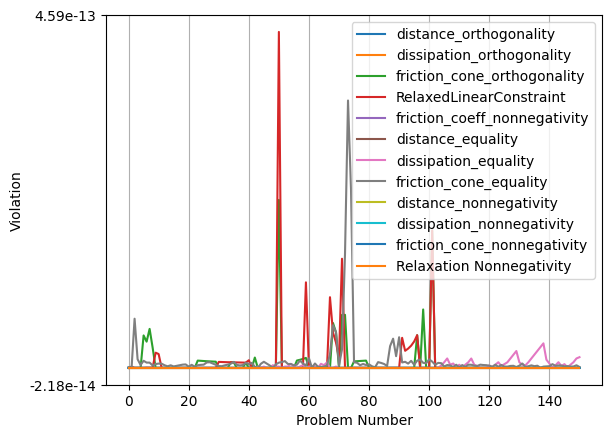 4.59e-13
distance_orthogonality
dissipation_orthogonality
friction_cone_orthogonality
RelaxedLinearConstraint
friction_coeff_nonnegativity
distance_equality
dissipation_equality
friction_cone_equality
distance_nonnegativity
dissipation_nonnegativity
friction_cone_nonnegativity
Relaxation Nonnegativity
Violation
-2.18e-14
0 20 40 60 80 100 120 140
Problem Number